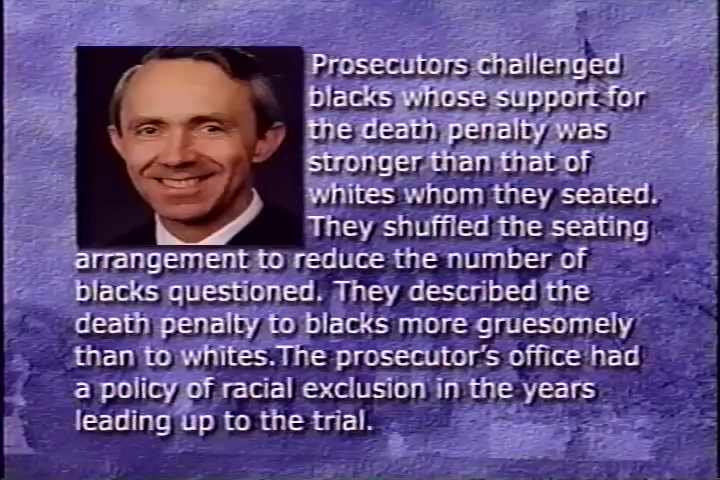 Prosecutors challenged
blacks whose support for
the death penalty was
stronger than that of
whites whom they seated.
They shuffled the seating
arrangement to reduce the number of
blacks questioned. They described the
death penalty to blacks more gruesomely
than to whites.The prosecutor's office had
a policy of racial exclusion in the years
leading up to the trial.